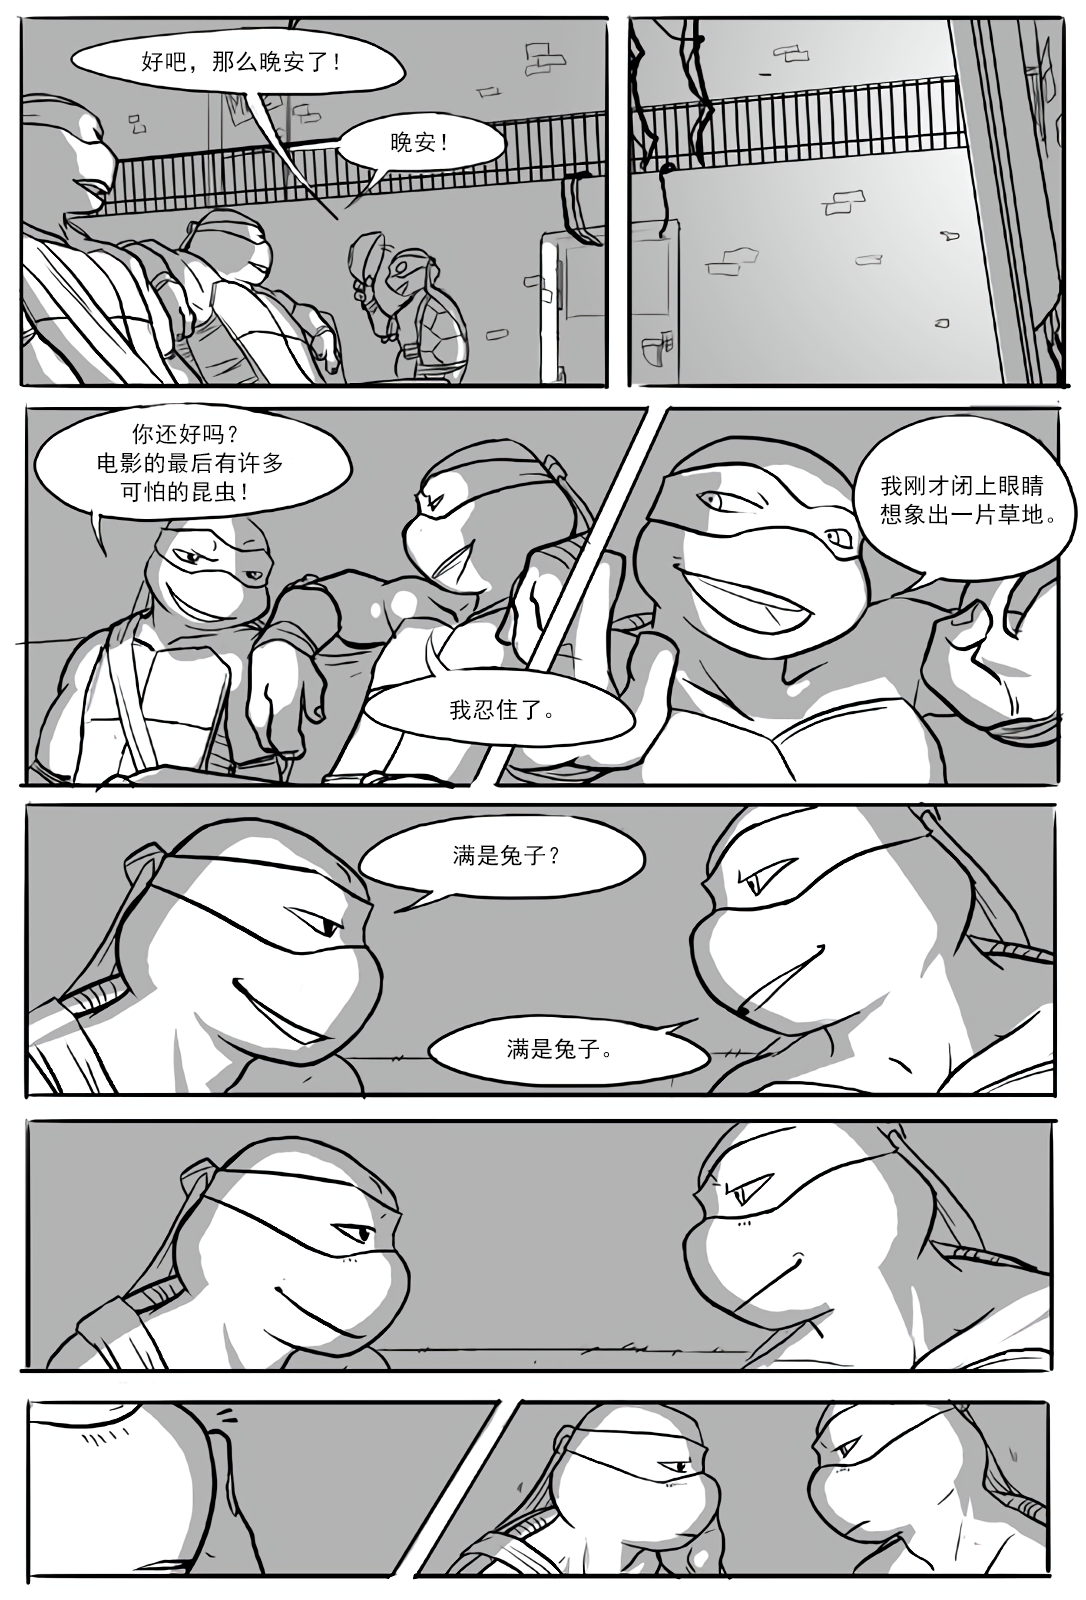 好吧，那么晚安了！
晚安！
你还好吗？
电影的最后有许多
可怕的昆虫！
我忍住了。
我刚才闭上眼睛
想象出一片草地。
满是兔子？
满是兔子。